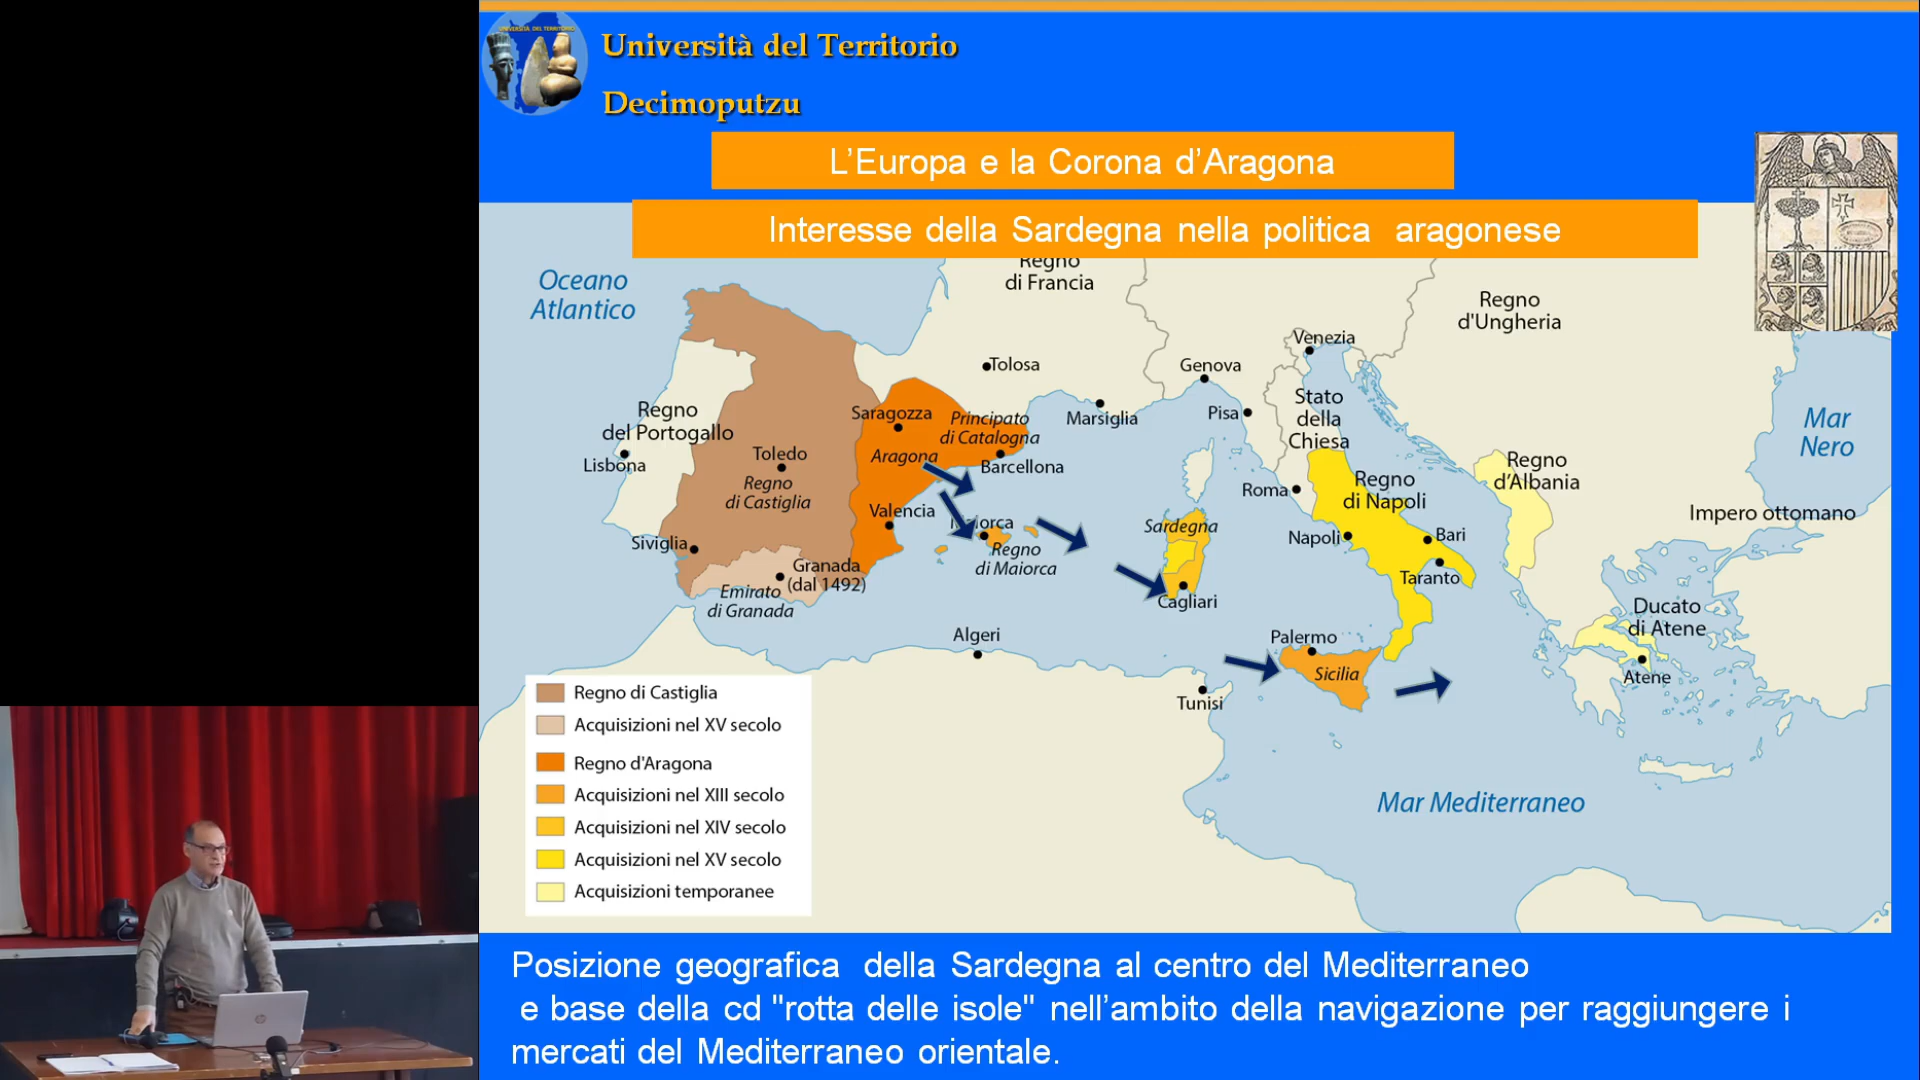 UNIVERSITÀ DEL TERRITORIO
Università del Territorio
Decimoputzu
L'Europa e la Corona d'Aragona
Interesse della Sardegna nella politica aragonese
Oceano
Atlantico
Regno
di Francia
Regno
d'Ungheria
Venezia
Tolosa
Genova
Marsiglia
Pisa
Stato
della
Chiesa
Mar
Nero
Regno
del Portogallo
Lisbona
Saragozza
Principato
di Catalogna
Aragona
Barcellona
Toledo
Regno
di Castiglia
Roma
Regno
di Napoli
Regno
d'Albania
Valencia
Maiorca
Regno
di Maiorca
Sardegna
Cagliari
Napoli
Bari
Taranto
Impero ottomano
Siviglia
Granada
(dal 1492)
Emirato
di Granada
Algeri
Palermo
Sicilia
Tunisi
Ducato
di Atene
Atene
Mar Mediterraneo
Regno di Castiglia
Acquisizioni nel XV secolo
Regno d'Aragona
Acquisizioni nel XIII secolo
Acquisizioni nel XIV secolo
Acquisizioni nel XV secolo
Acquisizioni temporanee
Posizione geografica della Sardegna al centro del Mediterraneo
e base della cd "rotta delle isole" nell'ambito della navigazione per raggiungere i
mercati del Mediterraneo orientale.
hp